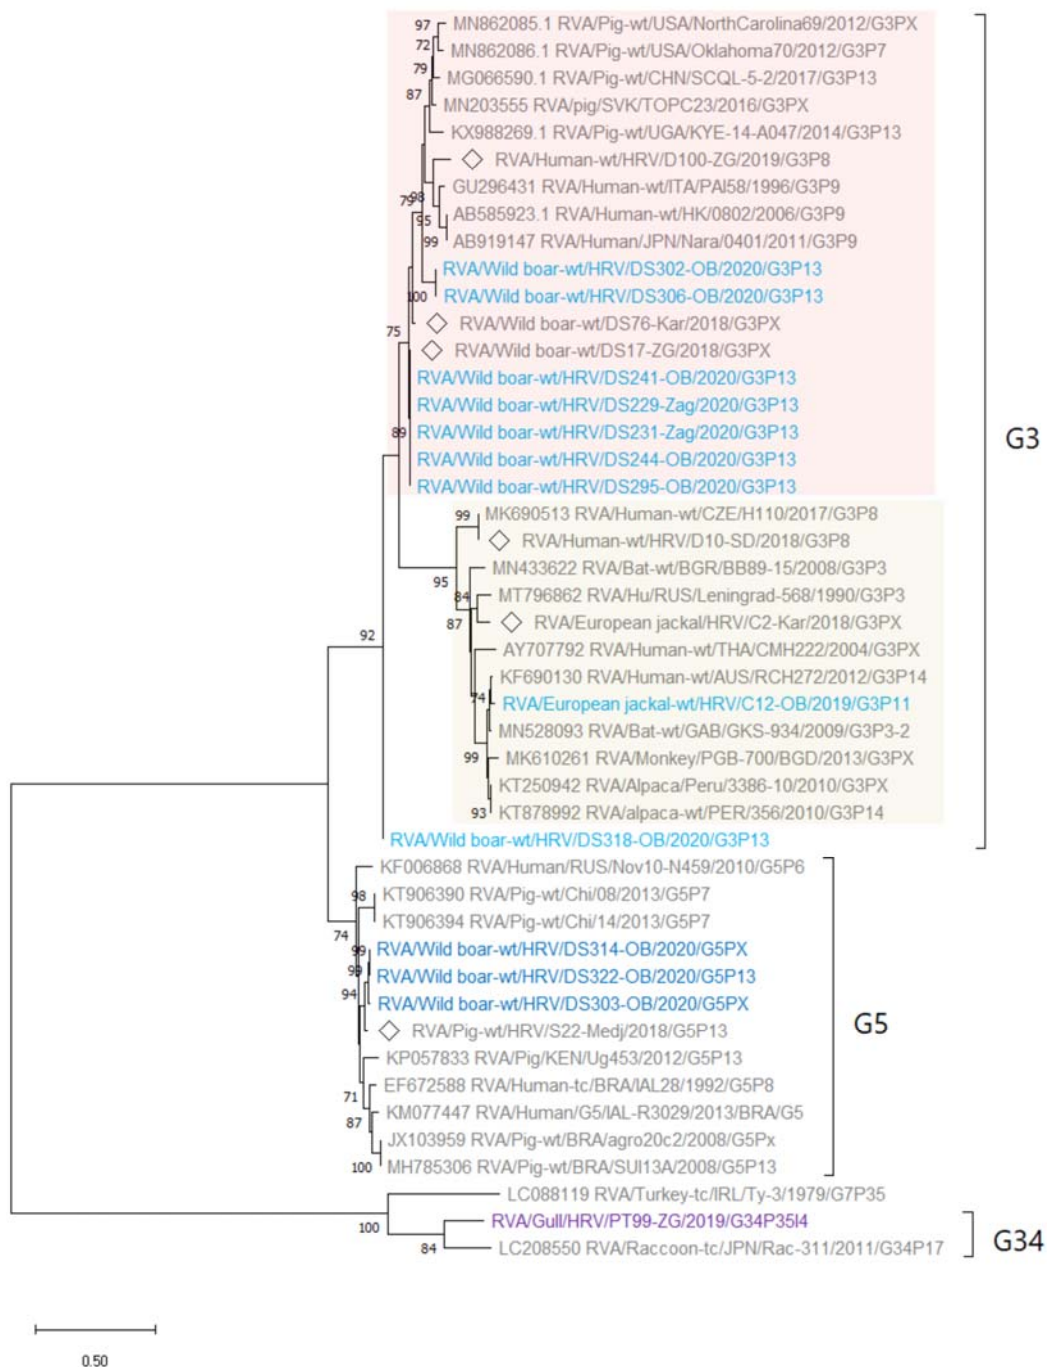 97 MN862085.1 RVA/Pig-wt/USA/NorthCarolina69/2012/G3PX
72 MN862086.1 RVA/Pig-wt/USA/Oklahoma70/2012/G3P7
79 MG066590.1 RVA/Pig-wt/CHN/SCQL-5-2/2017/G3P13
87 MN203555 RVA/pig/SVK/TOPC23/2016/G3PX
KX988269.1 RVA/Pig-wt/UGA/KYE-14-A047/2014/G3P13
RVA/Human-wt/HRV/D100-ZG/2019/G3P8
GU296431 RVA/Human-wt/ITA/PAI58/1996/G3P9
79 98
95 AB585923.1 RVA/Human-wt/HK/0802/2006/G3P9
99 AB919147 RVA/Human/JPN/Nara/0401/2011/G3P9
RVA/Wild boar-wt/HRV/DS302-OB/2020/G3P13
100 RVA/Wild boar-wt/HRV/DS306-OB/2020/G3P13
RVA/Wild boar-wt/DS76-Kar/2018/G3PX
75
RVA/Wild boar-wt/DS17-ZG/2018/G3PX
RVA/Wild boar-wt/HRV/DS241-OB/2020/G3P13
RVA/Wild boar-wt/HRV/DS229-Zag/2020/G3P13
89 RVA/Wild boar-wt/HRV/DS231-Zag/2020/G3P13
G3
RVA/Wild boar-wt/HRV/DS244-OB/2020/G3P13
RVA/Wild boar-wt/HRV/DS295-OB/2020/G3P13
99 MK690513 RVA/Human-wt/CZE/H110/2017/G3P8
RVA/Human-wt/HRV/D10-SD/2018/G3P8
95 MN433622 RVA/Bat-wt/BGR/BB89-15/2008/G3P3
84 MT796862 RVA/Hu/RUS/Leningrad-568/1990/G3P3
87 RVA/European jackal/HRV/C2-Kar/2018/G3PX
92
AY707792 RVA/Human-wt/THA/CMH222/2004/G3PX
KF690130 RVA/Human-wt/AUS/RCH272/2012/G3P14
74 RVA/European jackal-wt/HRV/C12-OB/2019/G3P11
MN528093 RVA/Bat-wt/GAB/GKS-934/2009/G3P3-2
99 MK610261 RVA/Monkey/PGB-700/BGD/2013/G3PX
KT250942 RVA/Alpaca/Peru/3386-10/2010/G3PX
93 KT878992 RVA/alpaca-wt/PER/356/2010/G3P14
RVA/Wild boar-wt/HRV/DS318-OB/2020/G3P13
KF006868 RVA/Human/RUS/Nov10-N459/2010/G5P6
98 KT906390 RVA/Pig-wt/Chi/08/2013/G5P7
KT906394 RVA/Pig-wt/Chi/14/2013/G5P7
74
99 RVA/Wild boar-wt/HRV/DS314-OB/2020/G5PX
99 RVA/Wild boar-wt/HRV/DS322-OB/2020/G5P13
94 RVA/Wild boar-wt/HRV/DS303-OB/2020/G5PX
G5
RVA/Pig-wt/HRV/S22-Medj/2018/G5P13
KP057833 RVA/Pig/KEN/Ug453/2012/G5P13
71 EF672588 RVA/Human-tc/BRA/IAL28/1992/G5P8
87 KM077447 RVA/Human/G5/IAL-R3029/2013/BRA/G5
JX103959 RVA/Pig-wt/BRA/agro20c2/2008/G5Px
100 MH785306 RVA/Pig-wt/BRA/SUI13A/2008/G5P13
LC088119 RVA/Turkey-tc/IRL/Ty-3/1979/G7P35
100 RVA/Gull/HRV/PT99-ZG/2019/G34P35I4
G34
84 LC208550 RVA/Raccoon-tc/JPN/Rac-311/2011/G34P17
0.50